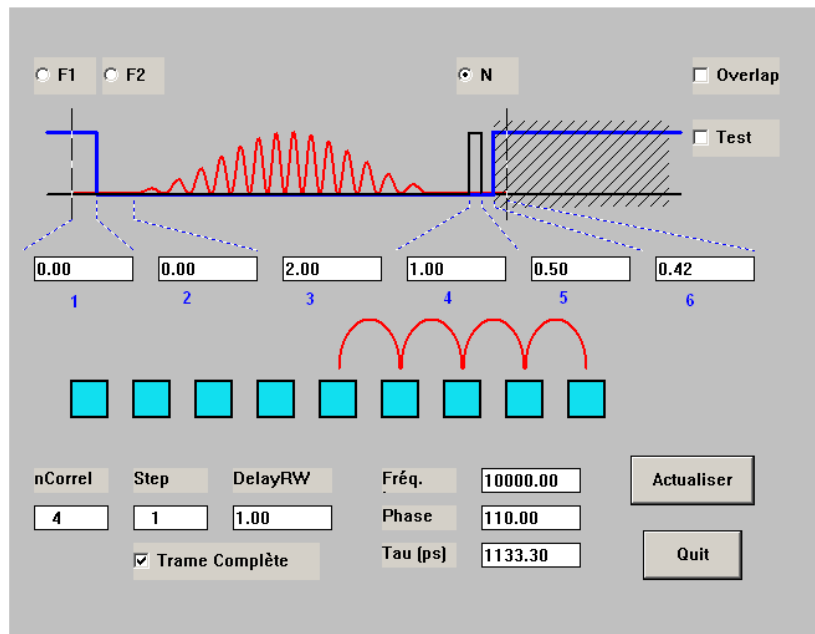 F1 F2 N Overlap
Test
0.00 0.00 2.00 1.00 0.50 0.42
1 2 3 4 5 6
nCorrel Step DelayRW Fréq. 10000.00 Actualiser
4 1 1.00 Phase 110.00
Trame Complète Tau (ps) 1133.30 Quit